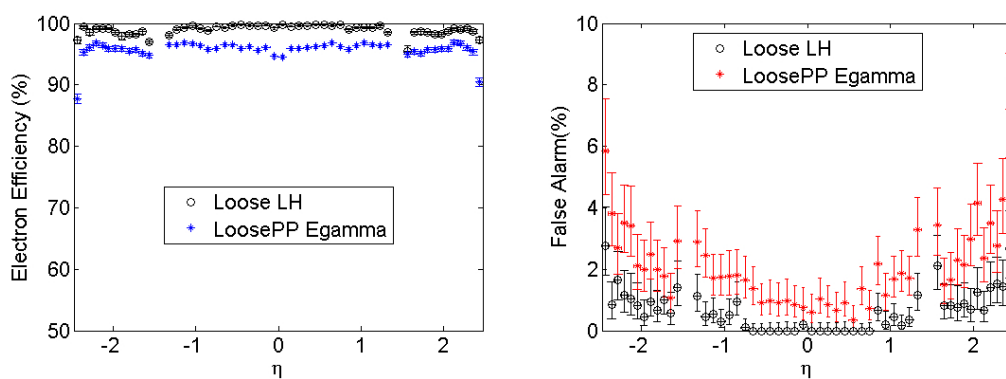 100
90
80
70
60
50
Electron Efficiency (%)
Loose LH
LoosePP Egamma
-2
-1
0
1
2
η
10
8
6
4
2
0
False Alarm(%)
Loose LH
LoosePP Egamma
-2
-1
0
1
2
η